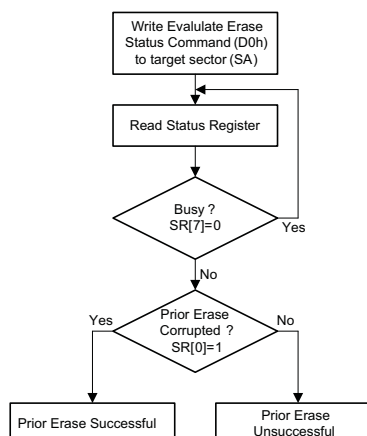 Write Evalulate Erase
Status Command (D0h)
to target sector (SA)
Read Status Register
Busy ?
SR[7]=0
Yes
No
Prior Erase
Corrupted ?
SR[0]=1
Yes
No
Prior Erase Successful
Prior Erase
Unsuccessful